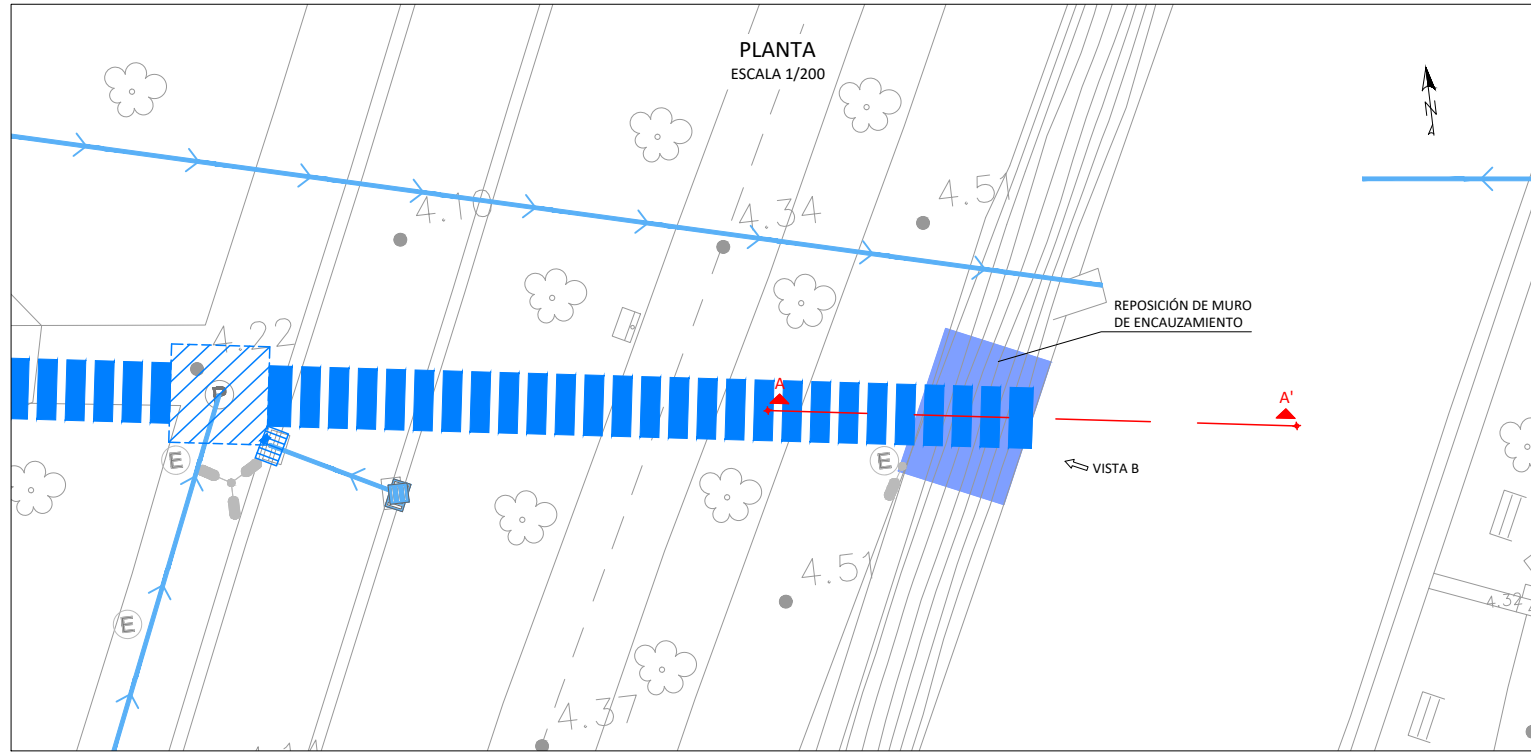 PLANTA
ESCALA 1/200
N
4.51
4.10
4.34
REPOSICIÓN DE MURO
DE ENCAUZAMIENTO
4.22
A
A'
E
E
VISTA B
4.51
4.32
E
4.37